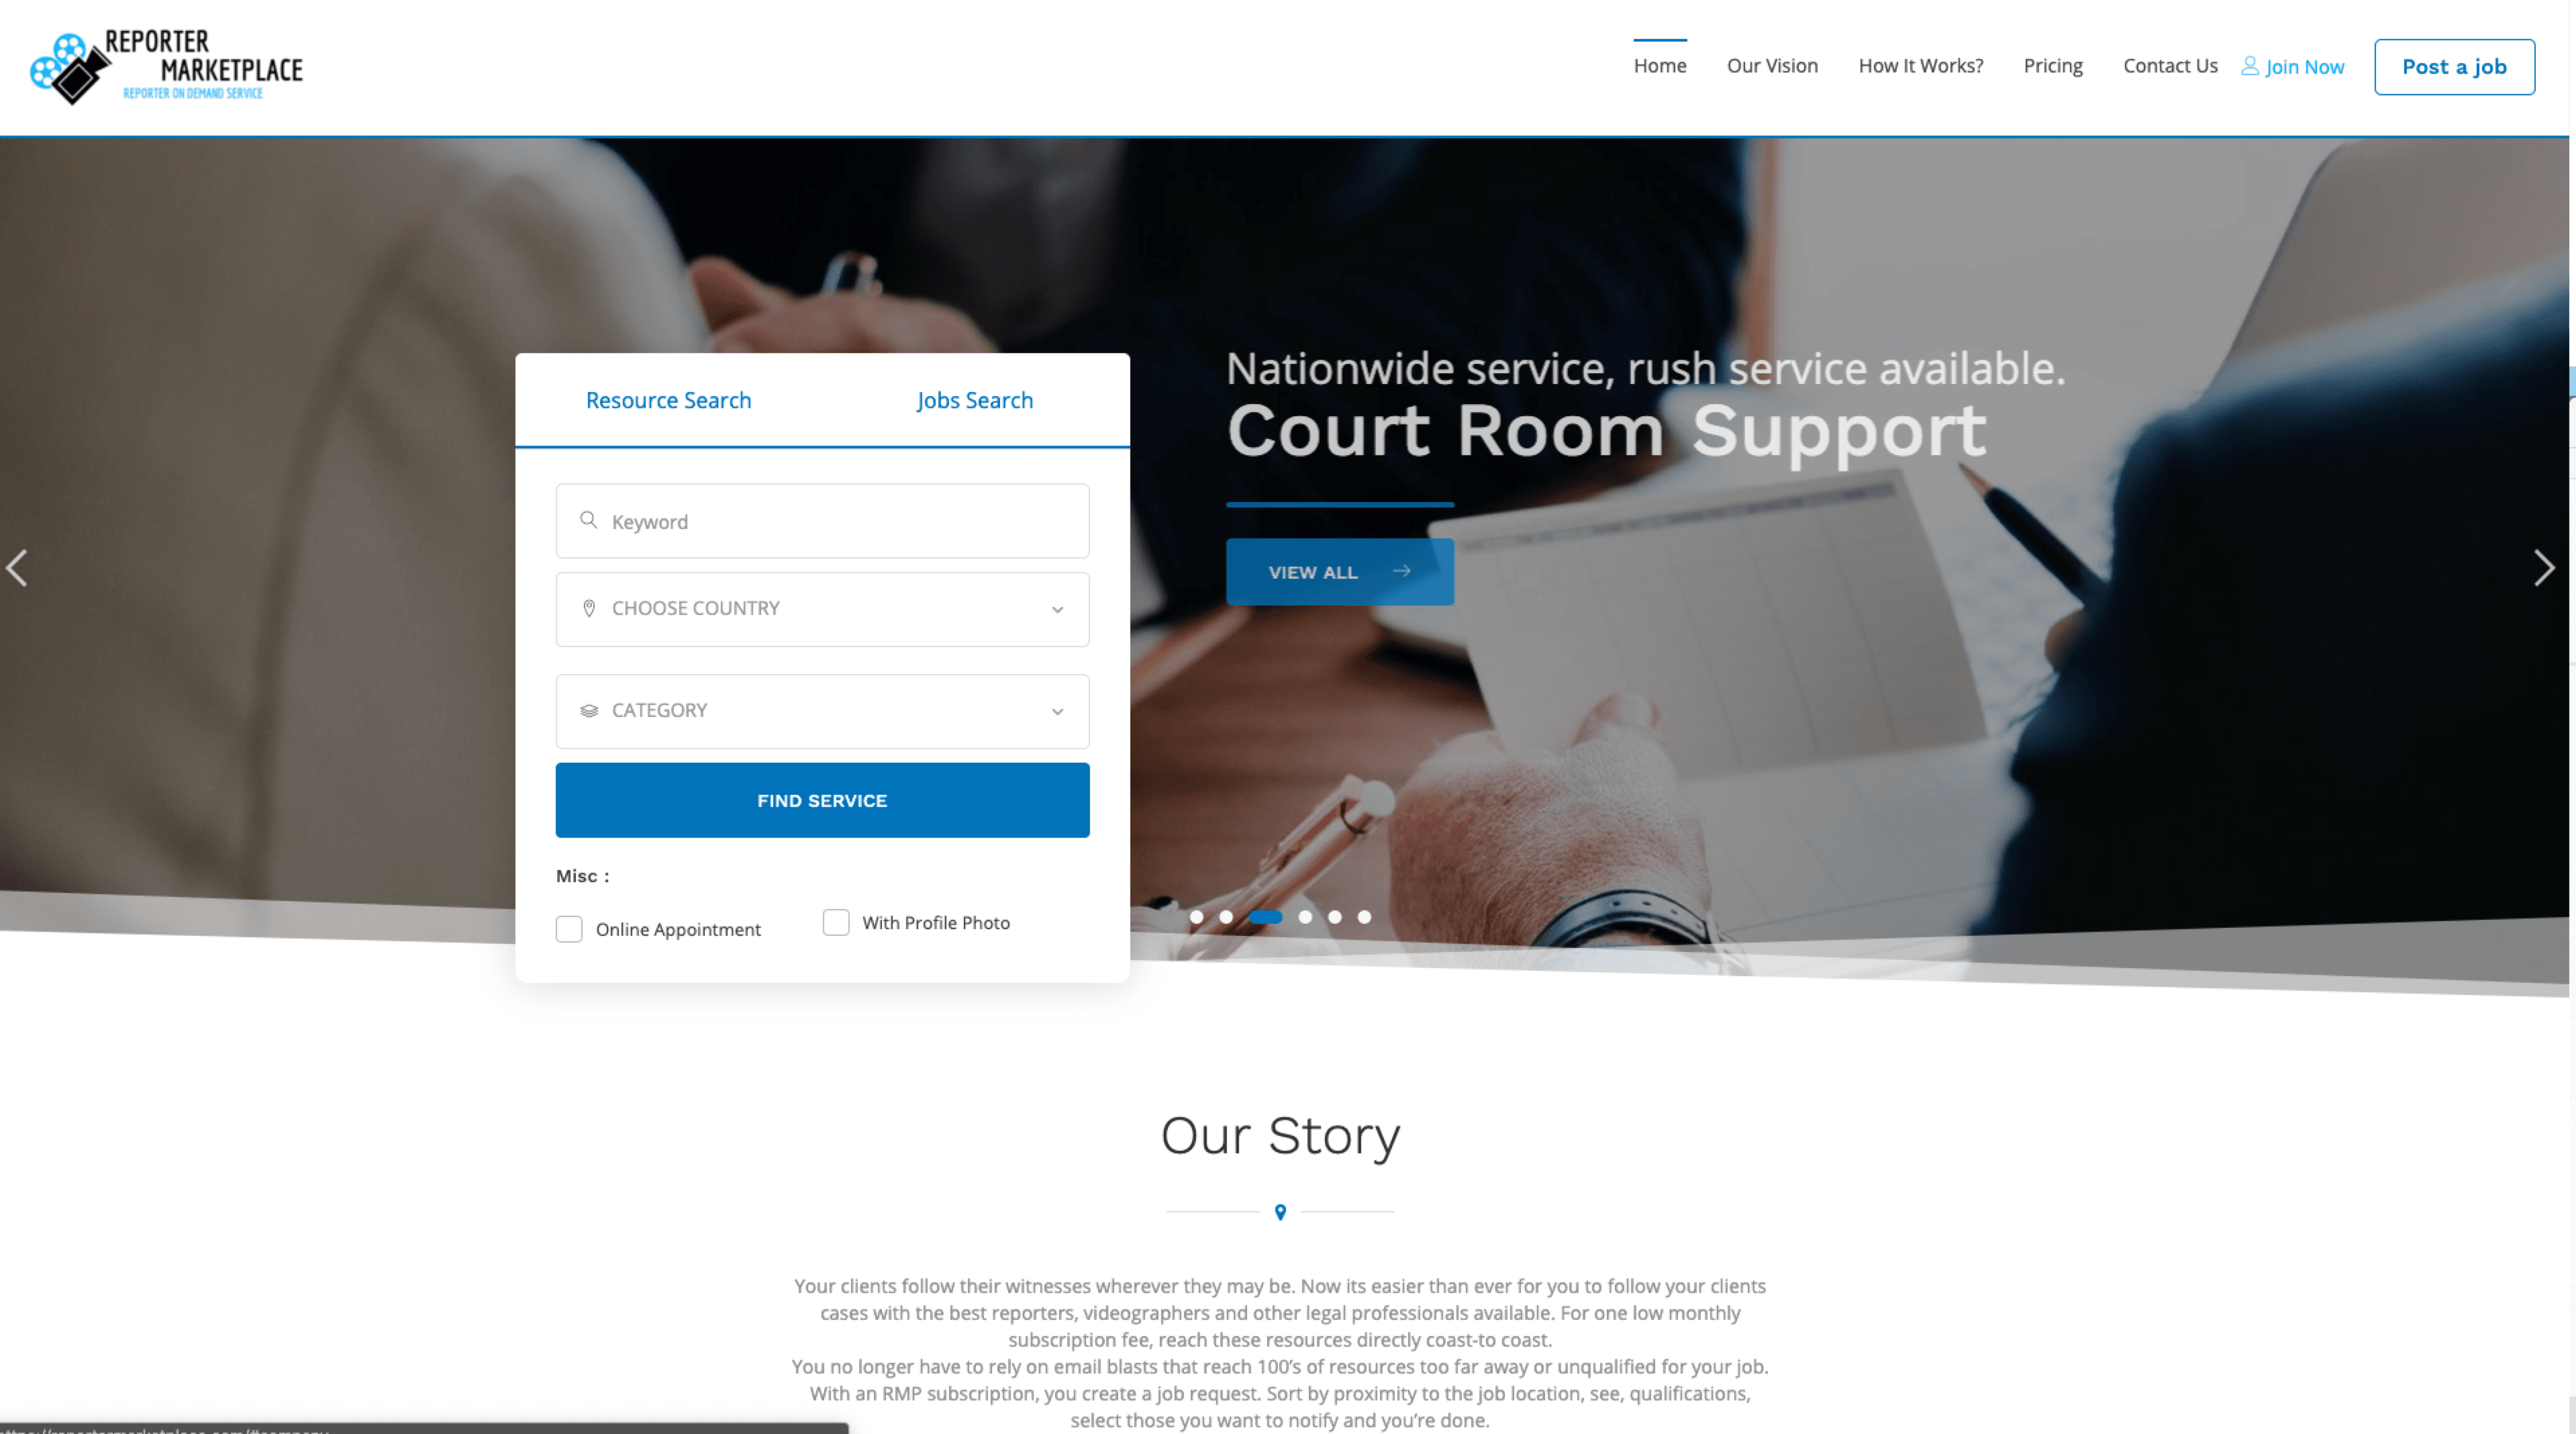 REPORTER
MARKETPLACE
REPORTER ON DEMAND SERVICE
Home
Our Vision
How It Works?
Pricing
Contact Us
Join Now
Post a job
Resource Search
Jobs Search
Keyword
CHOOSE COUNTRY
CATEGORY
FIND SERVICE
Misc :
Online Appointment
With Profile Photo
Nationwide service, rush service available.
Court Room Support
VIEW ALL
Our Story
Your clients follow their witnesses wherever they may be. Now its easier than ever for you to follow your clients
cases with the best reporters, videographers and other legal professionals available. For one low monthly
subscription fee, reach these resources directly coast-to coast.
You no longer have to rely on email blasts that reach 100’s of resources too far away or unqualified for your job.
With an RMP subscription, you create a job request. Sort by proximity to the job location, see, qualifications,
select those you want to notify and you’re done.